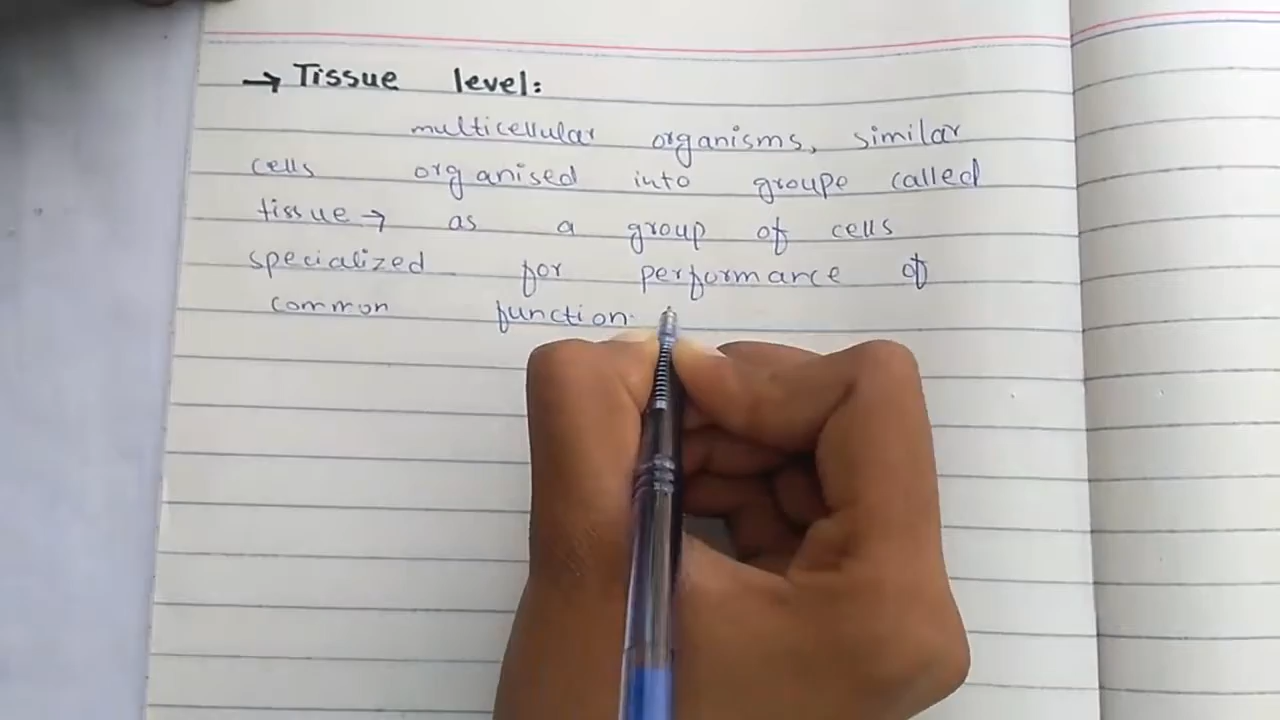 → Tissue level:
multicellular organisms, similar
cells organised into groupe called
tissue → as a group of cells
specialized for performance of
common function.